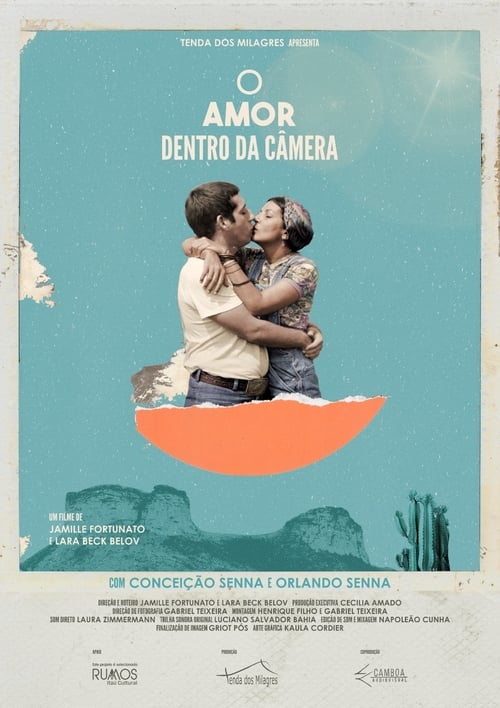 TENDA DOS MILAGRES APRESENTA
O
AMOR
DENTRO DA CÂMERA
UM FILME DE
JAMILLE FORTUNATO
E LARA BECK BELOV
COM CONCEIÇÃO SENNA E ORLANDO SENNA
DIREÇÃO E ROTEIRO JAMILLE FORTUNATO E LARA BECK BELOV PRODUÇÃO EXECUTIVA CECILIA AMADO
DIREÇÃO DE FOTOGRAFIA GABRIEL TEIXEIRA MONTAGEM HENRIQUE FILHO E GABRIEL TEIXEIRA
SOM DIRETO LAURA ZIMMERMANN TRILHA SONORA ORIGINAL LUCIANO SALVADOR BAHIA EDIÇÃO DE SOM E MIXAGEM NAPOLEÃO CUNHA
FINALIZAÇÃO DE IMAGEM GRIOT PÓS ARTE GRÁFICA KAULA CORDIER
APOIO PRODUÇÃO COPRODUÇÃO
Este projeto é selecionado
RUMOS
Itaú Cultural
Tenda dos Milagres
CAMBOA
AUDIOVISUAL